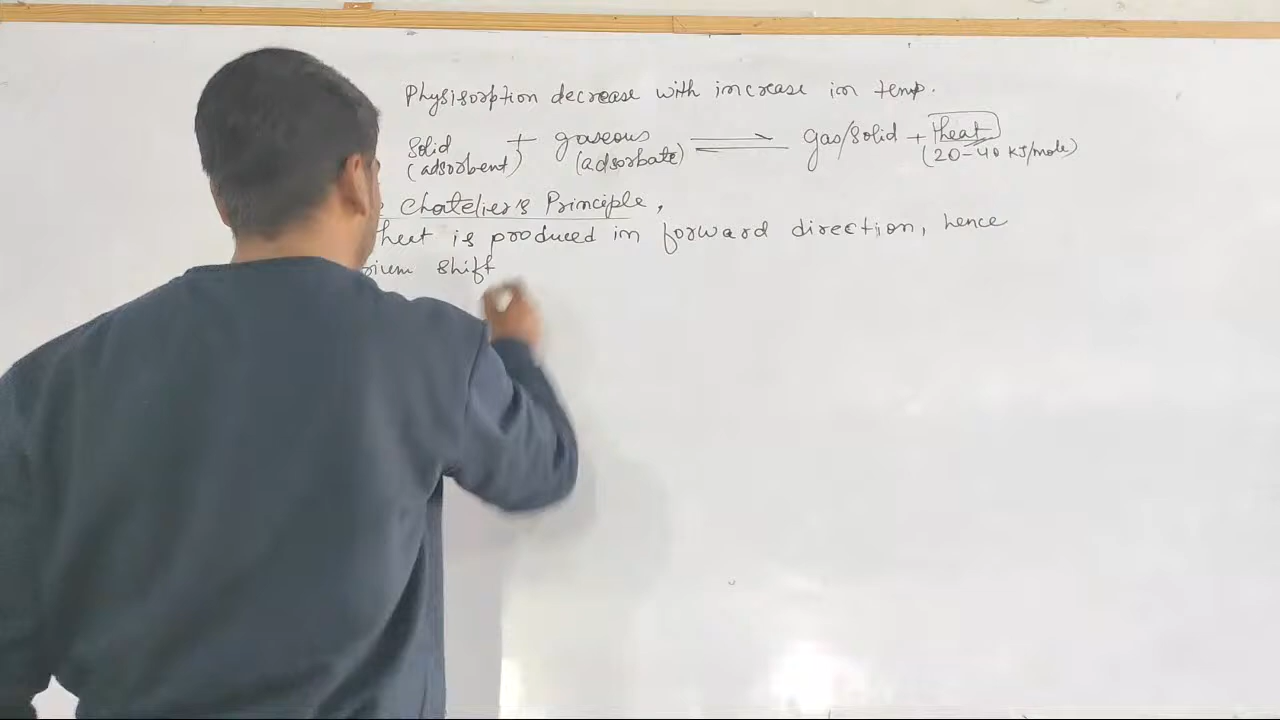 Physisorption decrease with increase in temp.
Solid + gaseous ⇌ gas/solid + Heat
(adsorbent) (adsorbate) (20-40 KJ/mole)
Chatelier's Principle,
heat is produced in forward direction, hence
shift